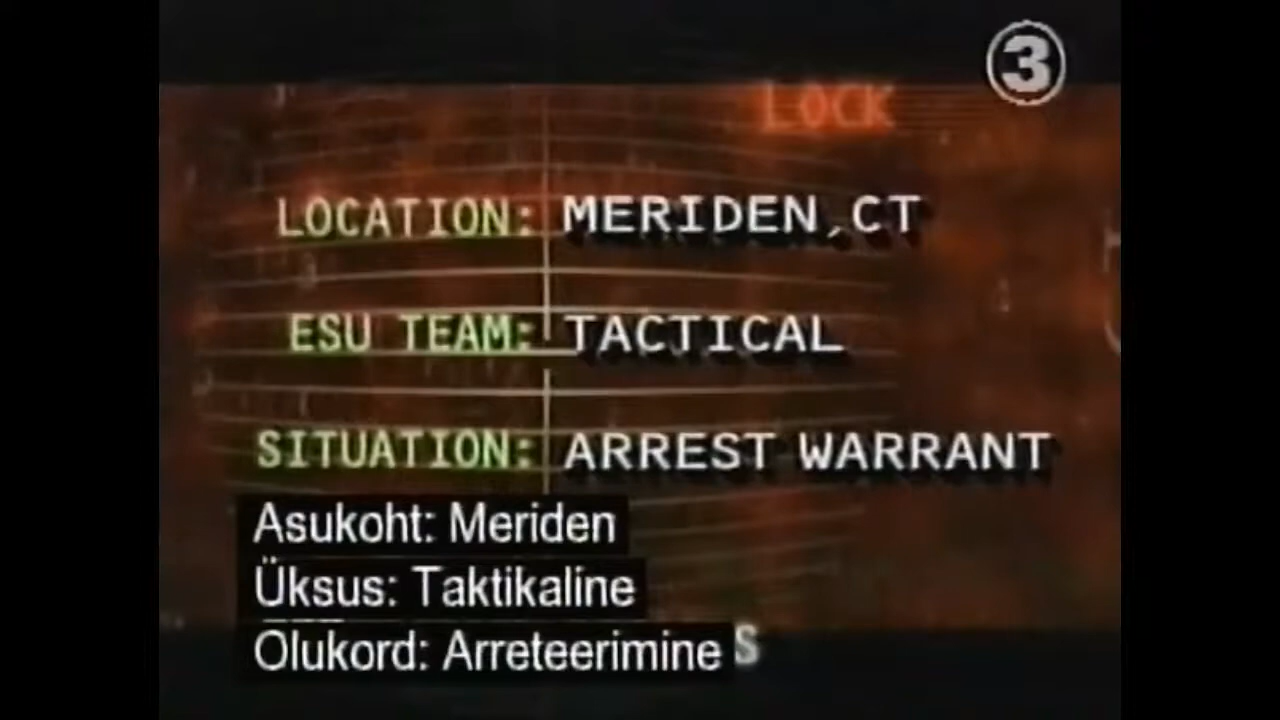 3
LOCK
LOCATION: MERIDEN,CT
ESU TEAM: TACTICAL
SITUATION: ARREST WARRANT
Asukoht: Meriden
Üksus: Taktikaline
Olukord: Arreteerimine
S